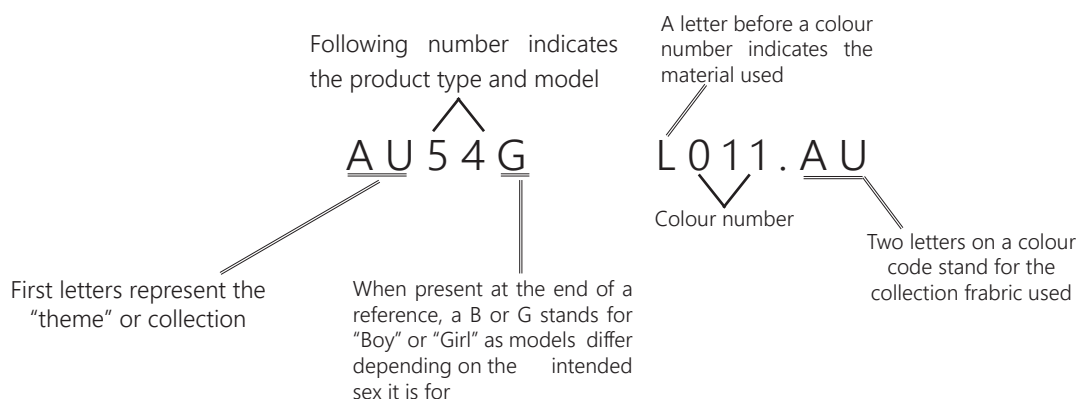 Following number indicates
the product type and model
A letter before a colour
number indicates the
material used
AU54G
L011.AU
Colour number
First letters represent the
“theme” or collection
When present at the end of a
reference, a B or G stands for
“Boy” or “Girl” as models differ
depending on the intended
sex it is for
Two letters on a colour
code stand for the
collection frabric used